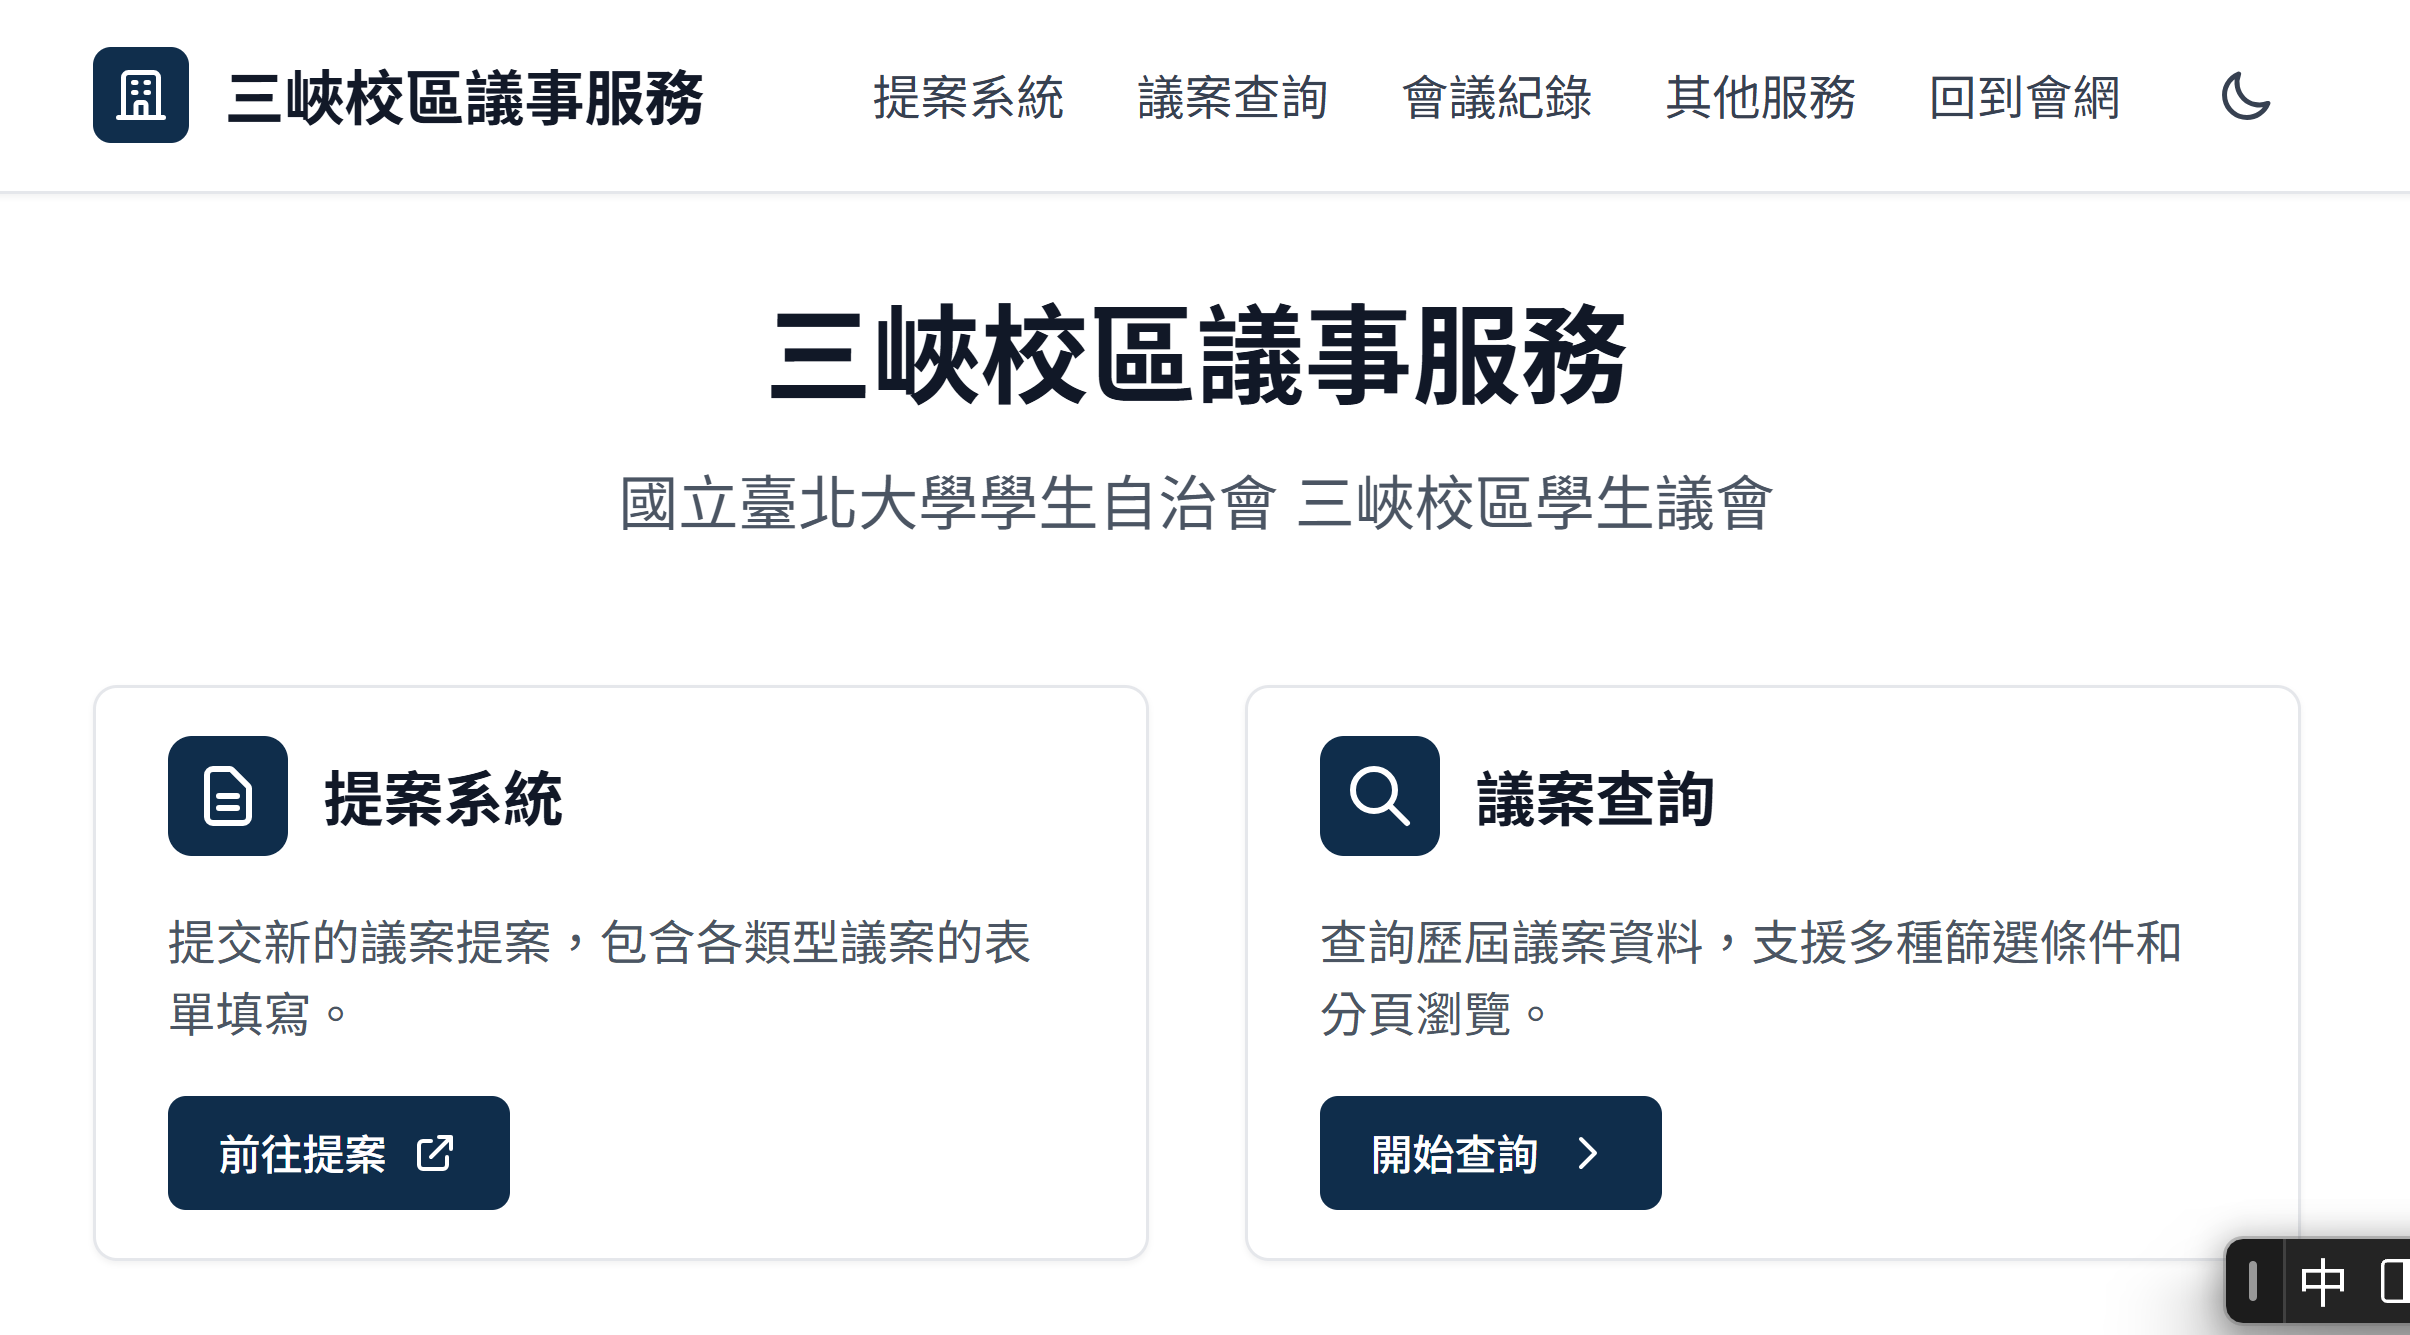 三峽校區議事服務
提案系統
議案查詢
會議紀錄
其他服務
回到會網
三峽校區議事服務
國立臺北大學學生自治會 三峽校區學生議會
提案系統
提交新的議案提案，包含各類型議案的表
單填寫。
前往提案
議案查詢
查詢歷屆議案資料，支援多種篩選條件和
分頁瀏覽。
開始查詢
中